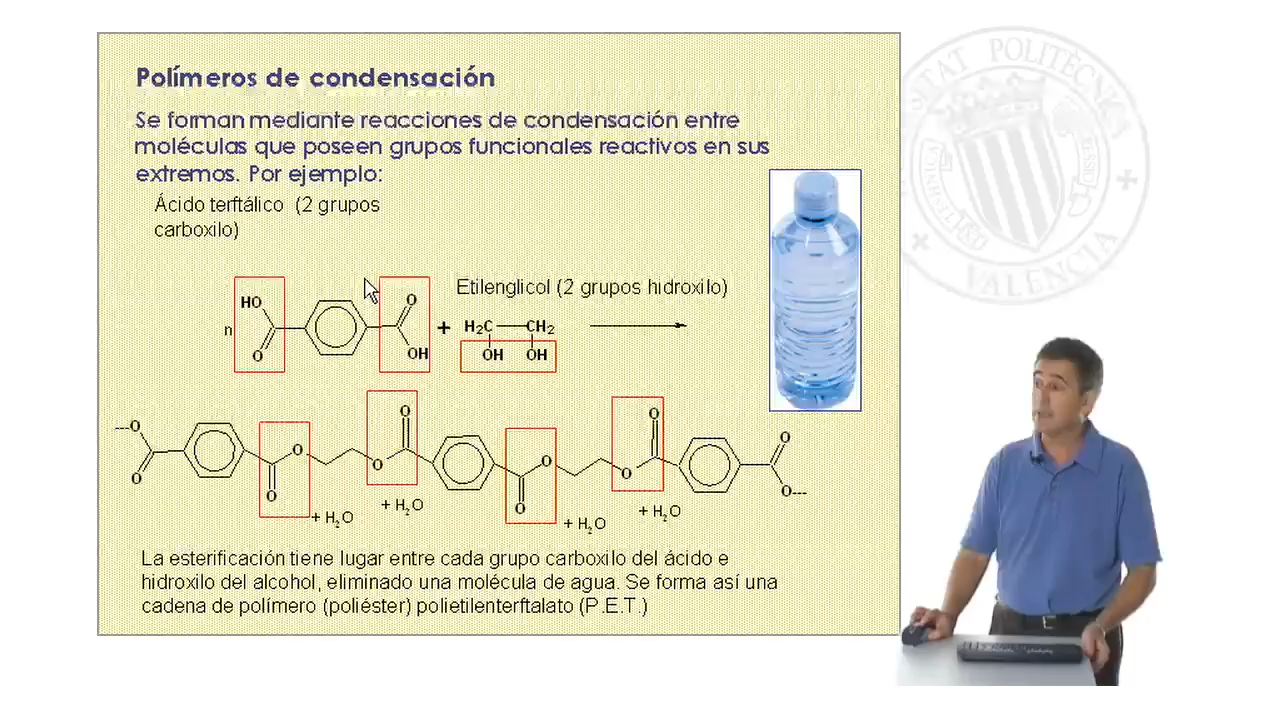 Polímeros de condensación
Se forman mediante reacciones de condensación entre
moléculas que poseen grupos funcionales reactivos en sus
extremos. Por ejemplo:
Ácido terftálico (2 grupos
carboxilo)
Etilenglicol (2 grupos hidroxilo)
HO
O
n
O
OH
+
H₂C
CH₂
OH
OH
---O
O
O
O
O
O
O
O
O
O
O
O---
+ H₂O
+ H₂O
+ H₂O
+ H₂O
La esterificación tiene lugar entre cada grupo carboxilo del ácido e
hidroxilo del alcohol, eliminado una molécula de agua. Se forma así una
cadena de polímero (poliéster) polietilenterftalato (P.E.T.)
POLITÈCNICA
VALÈNCIA